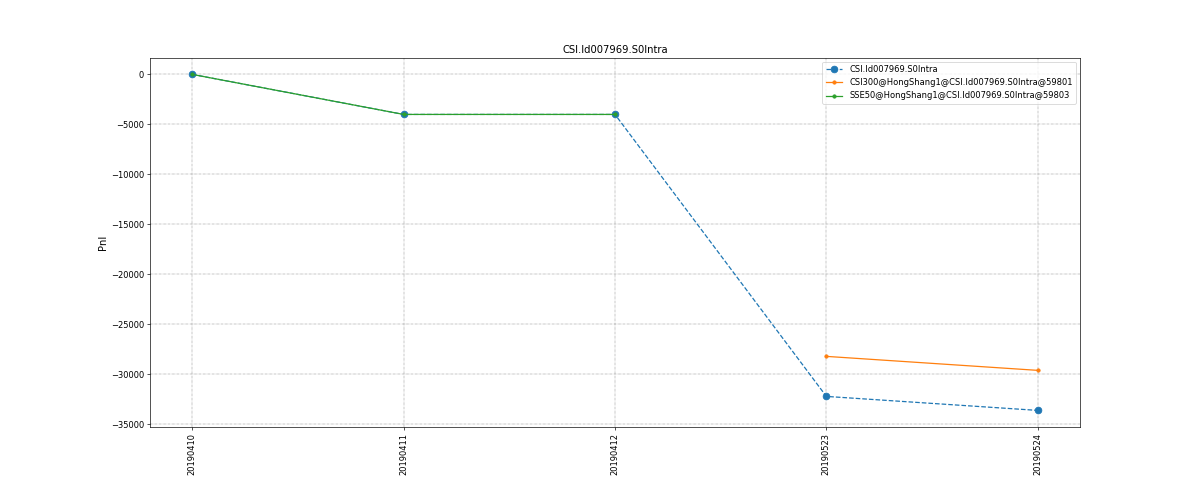 CSI.Id007969.S0Intra
CSI.Id007969.S0Intra
CSI300@HongShang1@CSI.Id007969.S0Intra@59801
SSE50@HongShang1@CSI.Id007969.S0Intra@59803
Pnl
0
−5000
−10000
−15000
−20000
−25000
−30000
−35000
20190410
20190411
20190412
20190523
20190524